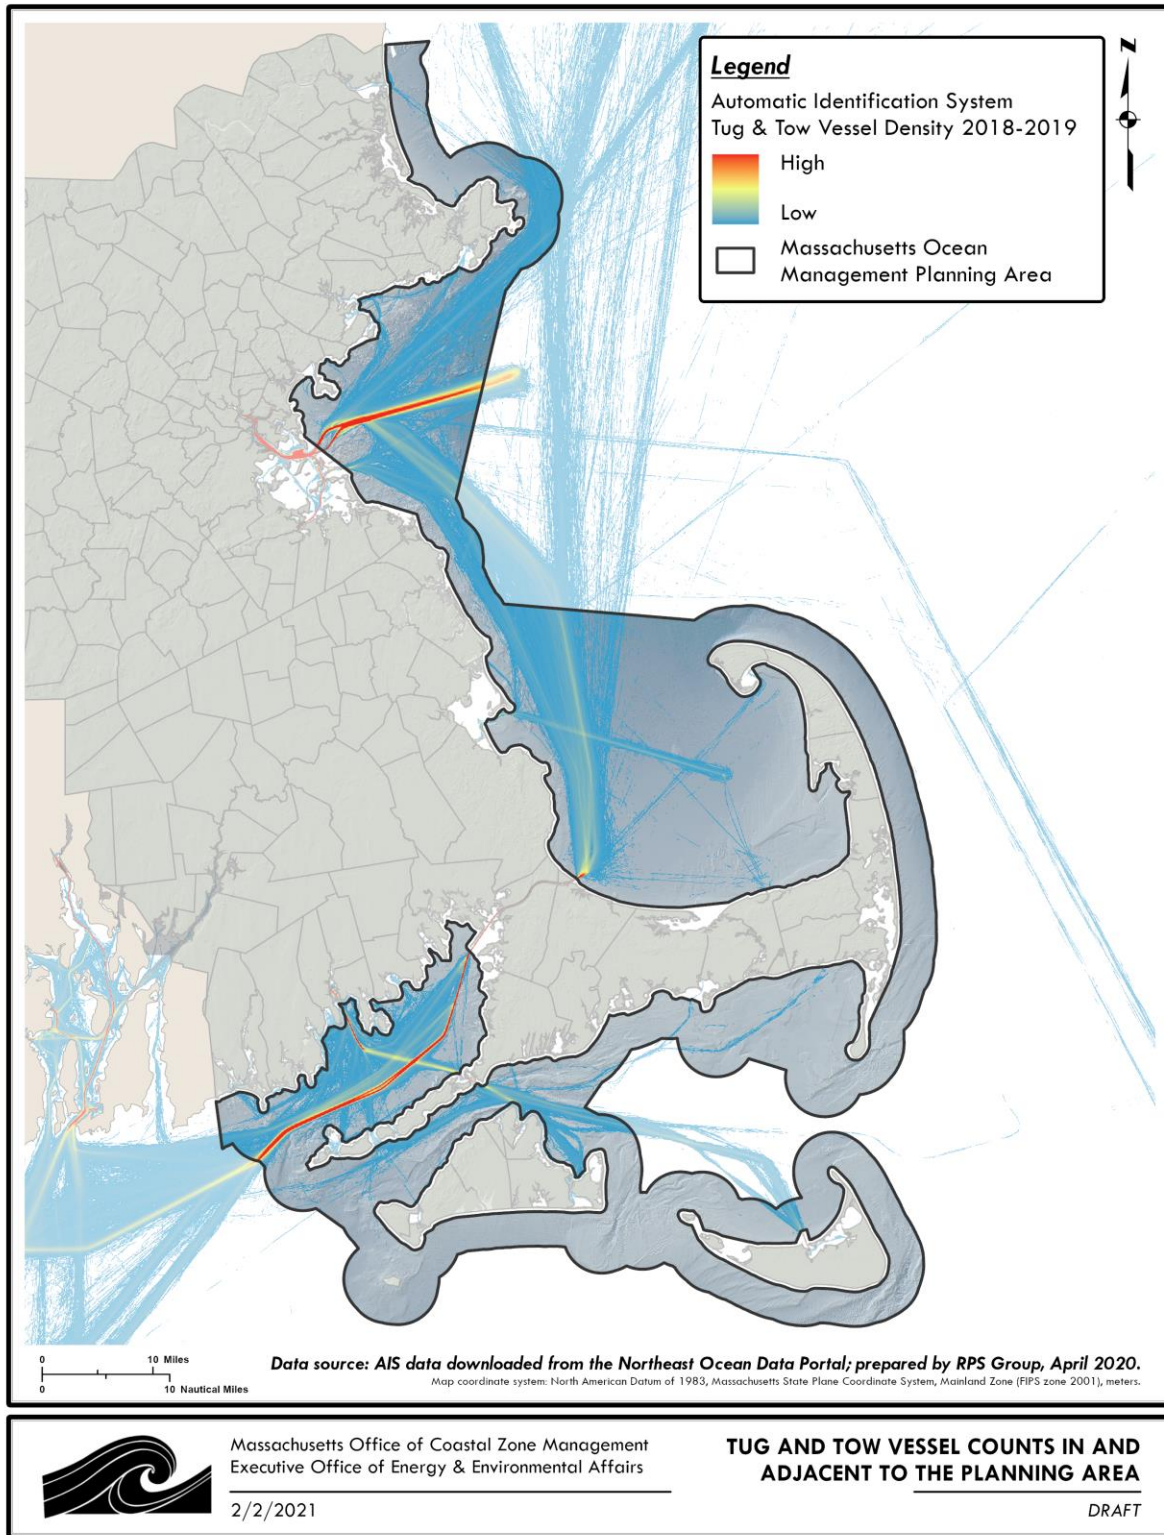 Legend
Automatic Identification System
Tug & Tow Vessel Density 2018-2019
High
Low
Massachusetts Ocean
Management Planning Area
N
0 10 Miles
0 10 Nautical Miles
Data source: AIS data downloaded from the Northeast Ocean Data Portal; prepared by RPS Group, April 2020.
Map coordinate system: North American Datum of 1983, Massachusetts State Plane Coordinate System, Mainland Zone (FIPS zone 2001), meters.
Massachusetts Office of Coastal Zone Management
Executive Office of Energy & Environmental Affairs
2/2/2021
TUG AND TOW VESSEL COUNTS IN AND
ADJACENT TO THE PLANNING AREA
DRAFT